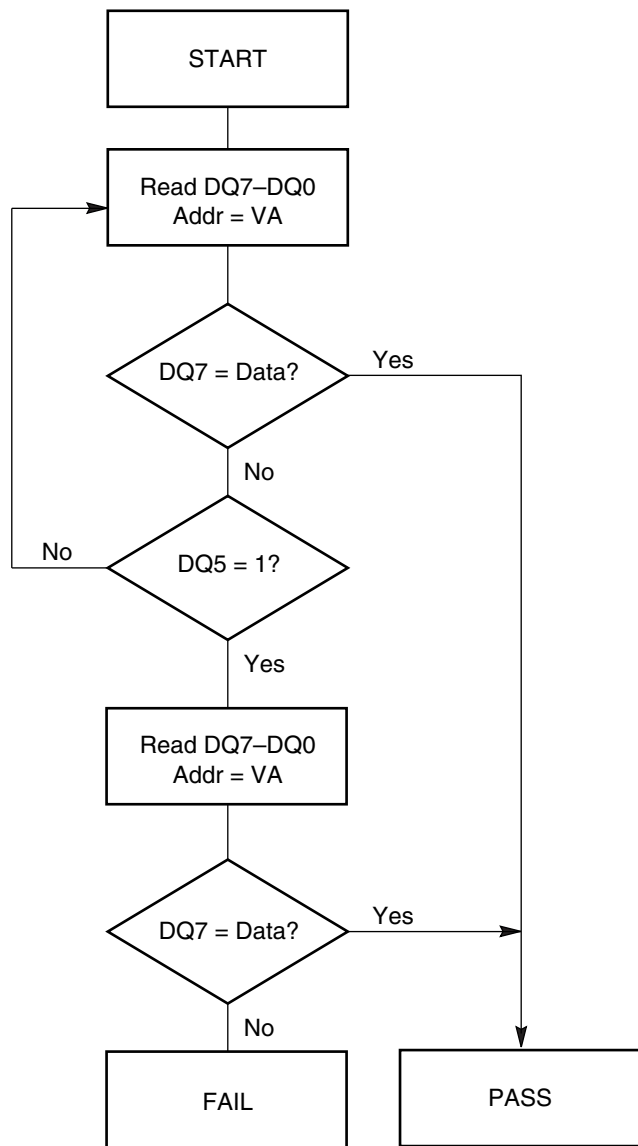 START
Read DQ7–DQ0
Addr = VA
DQ7 = Data?
Yes
No
DQ5 = 1?
No
Yes
Read DQ7–DQ0
Addr = VA
DQ7 = Data?
Yes
No
FAIL
PASS